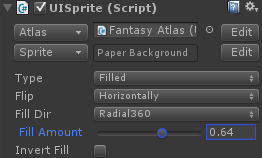 UISprite (Script)
Atlas Fantasy Atlas (U Edit
Sprite Paper Background Edit
Type Filled
Flip Horizontally
Fill Dir Radial360
Fill Amount 0.64
Invert Fill